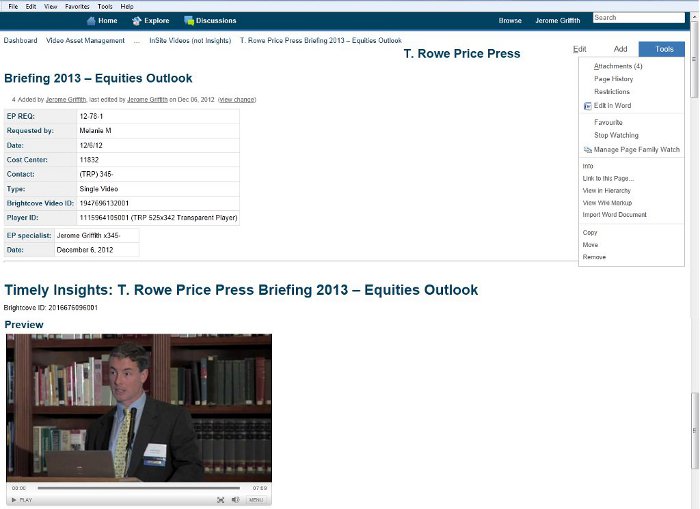 File Edit View Favorites Tools Help
Home Explore Discussions Browse Jerome Griffith Search
Dashboard Video Asset Management ... InSite Videos (not Insights) T. Rowe Price Press Briefing 2013 – Equities Outlook
T. Rowe Price Press
Briefing 2013 – Equities Outlook
Edit Add Tools
Attachments (4)
Page History
Restrictions
Edit in Word
Favourite
Stop Watching
Manage Page Family Watch
Info
Link to this Page...
View in Hierarchy
View Wiki Markup
Import Word Document
Copy
Move
Remove
4 Added by Jerome Griffith, last edited by Jerome Griffith on Dec 06, 2012 (view change)
EP REQ: 12-78-1
Requested by: Melanie M
Date: 12/6/12
Cost Center: 11832
Contact: (TRP) 345-
Type: Single Video
Brightcove Video ID: 1947696132001
Player ID: 1115964105001 (TRP 525x342 Transparent Player)
EP specialist: Jerome Griffith x345-
Date: December 6, 2012
Timely Insights: T. Rowe Price Press Briefing 2013 – Equities Outlook
Brightcove ID: 2016676096001
Preview
00:00 07:03
PLAY MENU